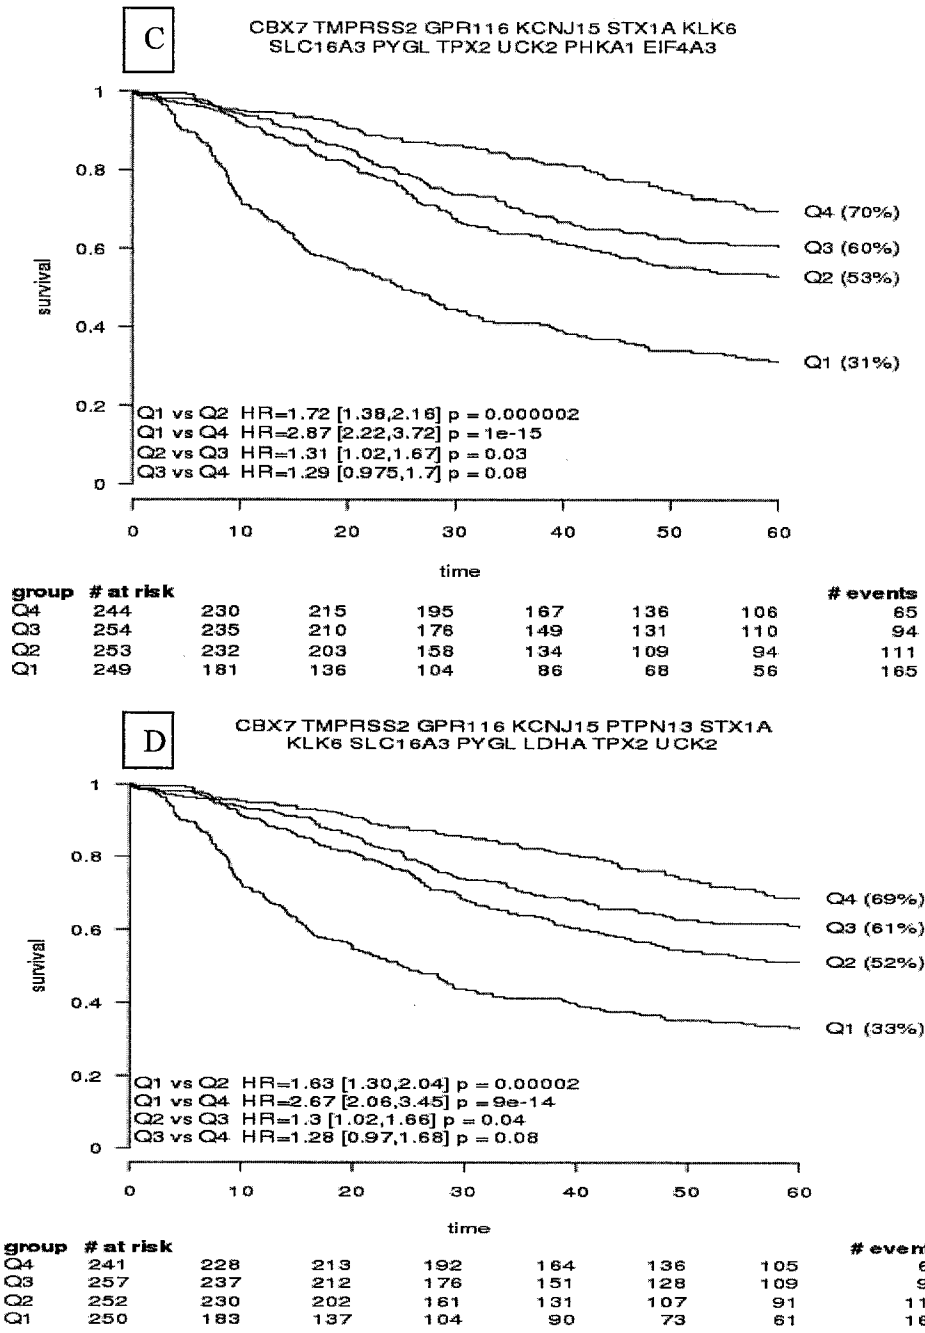 C
CBX7 TMPRSS2 GPR116 KCNJ15 STX1A KLK6
SLC16A3 PYGL TPX2 UCK2 PHKA1 EIF4A3
1
0.8
0.6
0.4
0.2
0
survival
Q4 (70%)
Q3 (60%)
Q2 (53%)
Q1 (31%)
Q1 vs Q2 HR=1.72 [1.38,2.16] p = 0.000002
Q1 vs Q4 HR=2.87 [2.22,3.72] p = 1e-15
Q2 vs Q3 HR=1.31 [1.02,1.67] p = 0.03
Q3 vs Q4 HR=1.29 [0.975,1.7] p = 0.08
0 10 20 30 40 50 60
time
group # at risk # events
Q4 244 230 215 195 167 136 106 65
Q3 254 235 210 176 149 131 110 94
Q2 253 232 203 158 134 109 94 111
Q1 249 181 136 104 86 68 56 165
D
CBX7 TMPRSS2 GPR116 KCNJ15 PTPN13 STX1A
KLK6 SLC16A3 PYGL LDHA TPX2 UCK2
1
0.8
0.6
0.4
0.2
0
survival
Q4 (69%)
Q3 (61%)
Q2 (52%)
Q1 (33%)
Q1 vs Q2 HR=1.63 [1.30,2.04] p = 0.00002
Q1 vs Q4 HR=2.67 [2.06,3.45] p = 9e-14
Q2 vs Q3 HR=1.3 [1.02,1.66] p = 0.04
Q3 vs Q4 HR=1.28 [0.97,1.68] p = 0.08
0 10 20 30 40 50 60
time
group # at risk # even
Q4 241 228 213 192 164 136 105
Q3 257 237 212 176 151 128 109
Q2 252 230 202 161 131 107 91 11
Q1 250 183 137 104 90 73 61 16